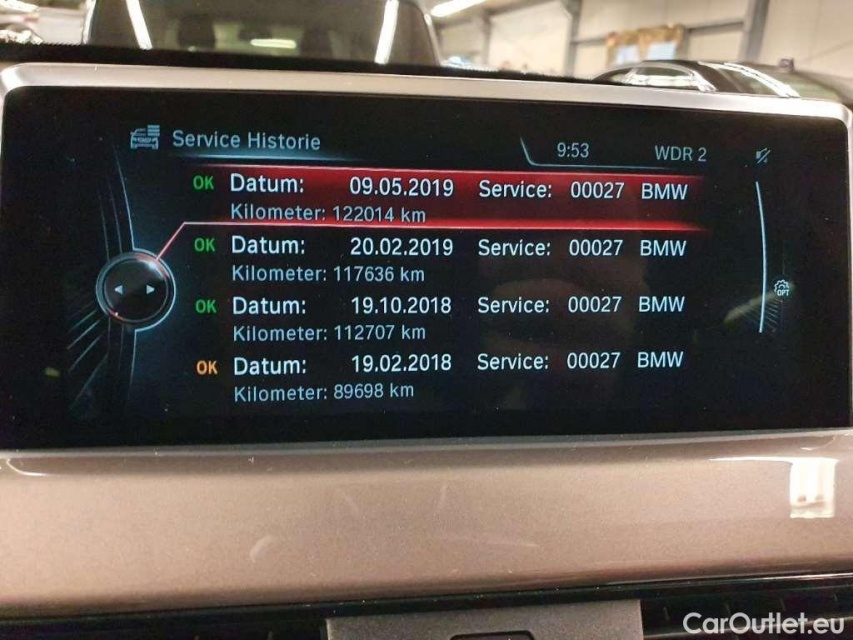 Service Historie
9:53
WDR 2
OK Datum: 09.05.2019 Service: 00027 BMW
Kilometer: 122014 km
OK Datum: 20.02.2019 Service: 00027 BMW
Kilometer: 117636 km
OK Datum: 19.10.2018 Service: 00027 BMW
Kilometer: 112707 km
OK Datum: 19.02.2018 Service: 00027 BMW
Kilometer: 89698 km
OPT
CarOutlet.eu